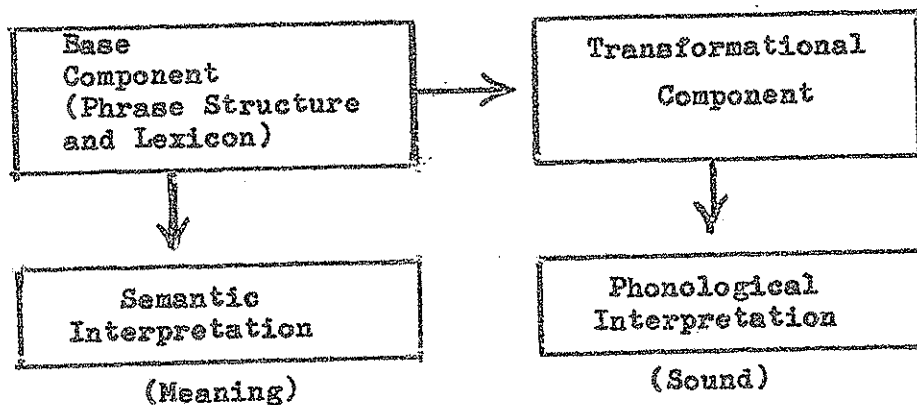 Base
Component
(Phrase Structure
and Lexicon)
Transformational
Component
Semantic
Interpretation
(Meaning)
Phonological
Interpretation
(Sound)